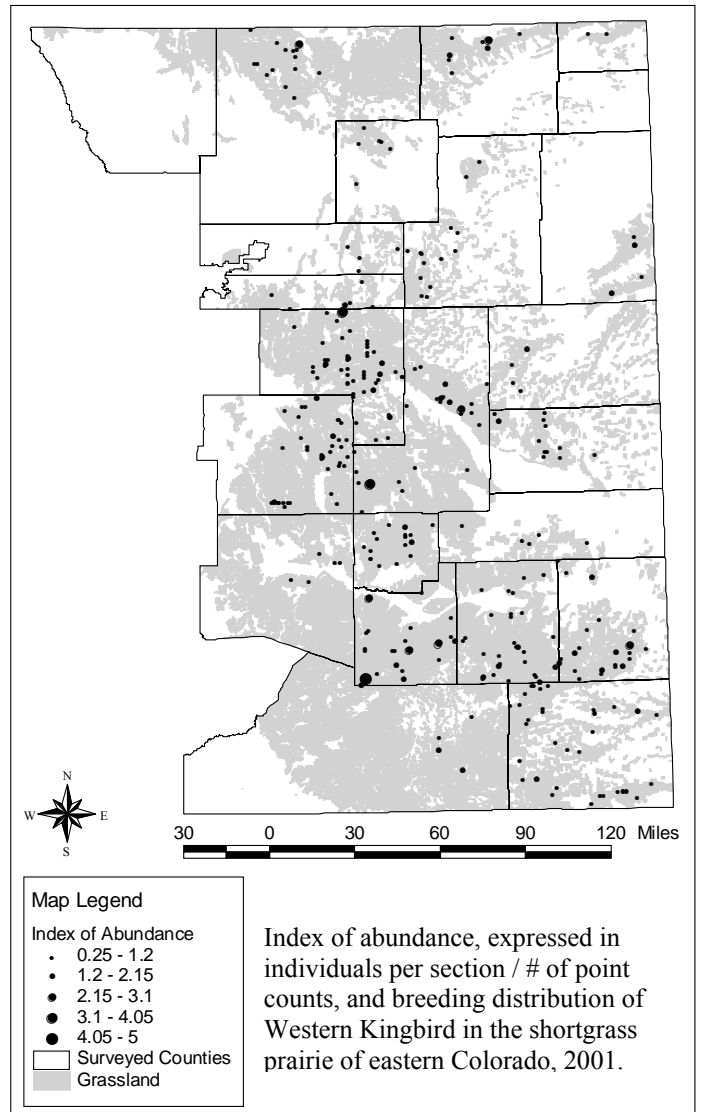 N
W E
S
30 0 30 60 90 120 Miles
Map Legend
Index of Abundance
0.25 - 1.2
1.2 - 2.15
2.15 - 3.1
3.1 - 4.05
4.05 - 5
Surveyed Counties
Grassland
Index of abundance, expressed in
individuals per section / # of point
counts, and breeding distribution of
Western Kingbird in the shortgrass
prairie of eastern Colorado, 2001.